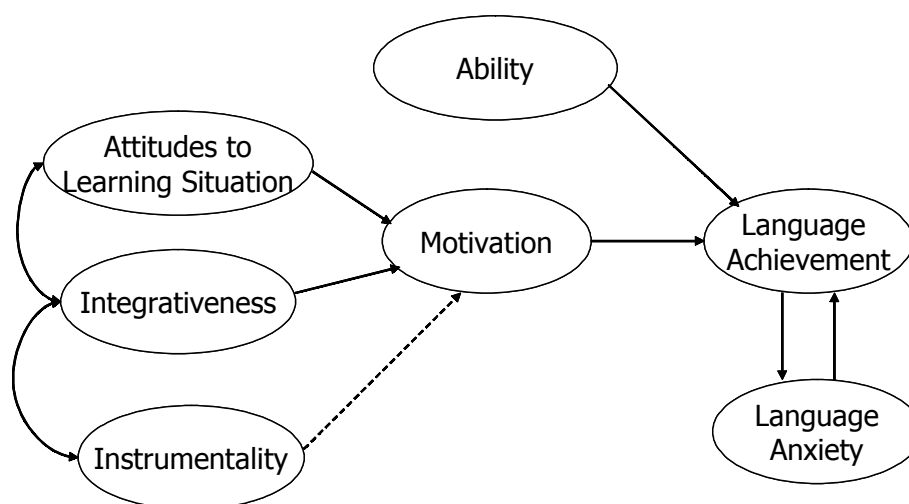 Ability
Attitudes to
Learning Situation
Motivation
Language
Achievement
Integrativeness
Language
Anxiety
Instrumentality